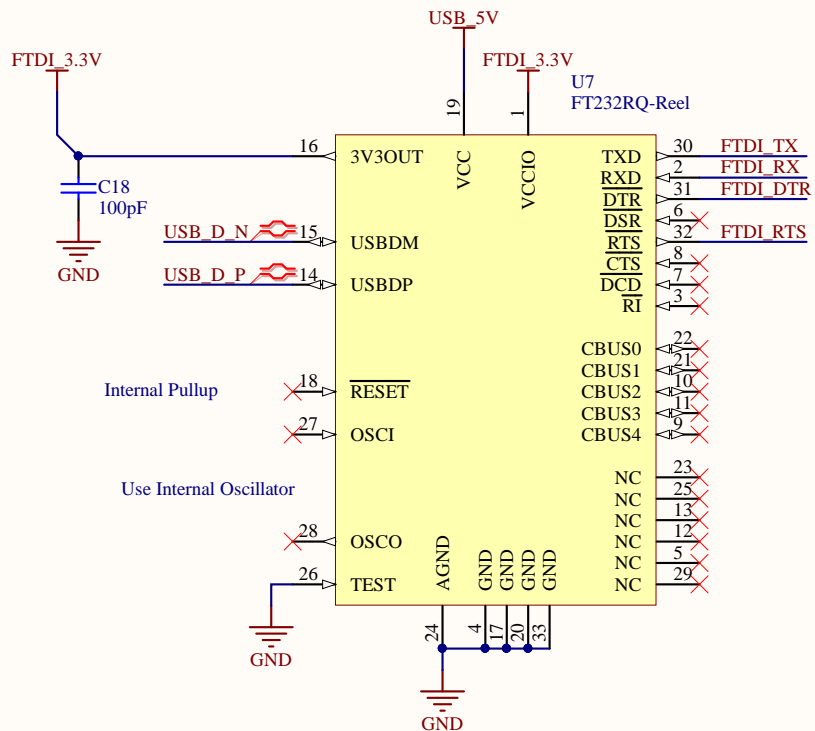 USB_5V
FTDI_3.3V
FTDI_3.3V
U7
FT232RQ-Reel
19
1
VCC
VCCIO
16
3V3OUT
C18
100pF
GND
USB_D_N
15
USBDM
USB_D_P
14
USBDP
Internal Pullup
18
RESET
27
OSCI
Use Internal Oscillator
28
OSCO
26
TEST
GND
TXD
30
FTDI_TX
RXD
2
FTDI_RX
DTR
31
FTDI_DTR
DSR
6
RTS
32
FTDI_RTS
CTS
8
DCD
7
RI
3
CBUS0
22
CBUS1
21
CBUS2
10
CBUS3
11
CBUS4
9
NC
23
NC
25
NC
13
NC
12
NC
5
NC
29
AGND
GND
GND
GND
GND
24
4
17
20
33
GND